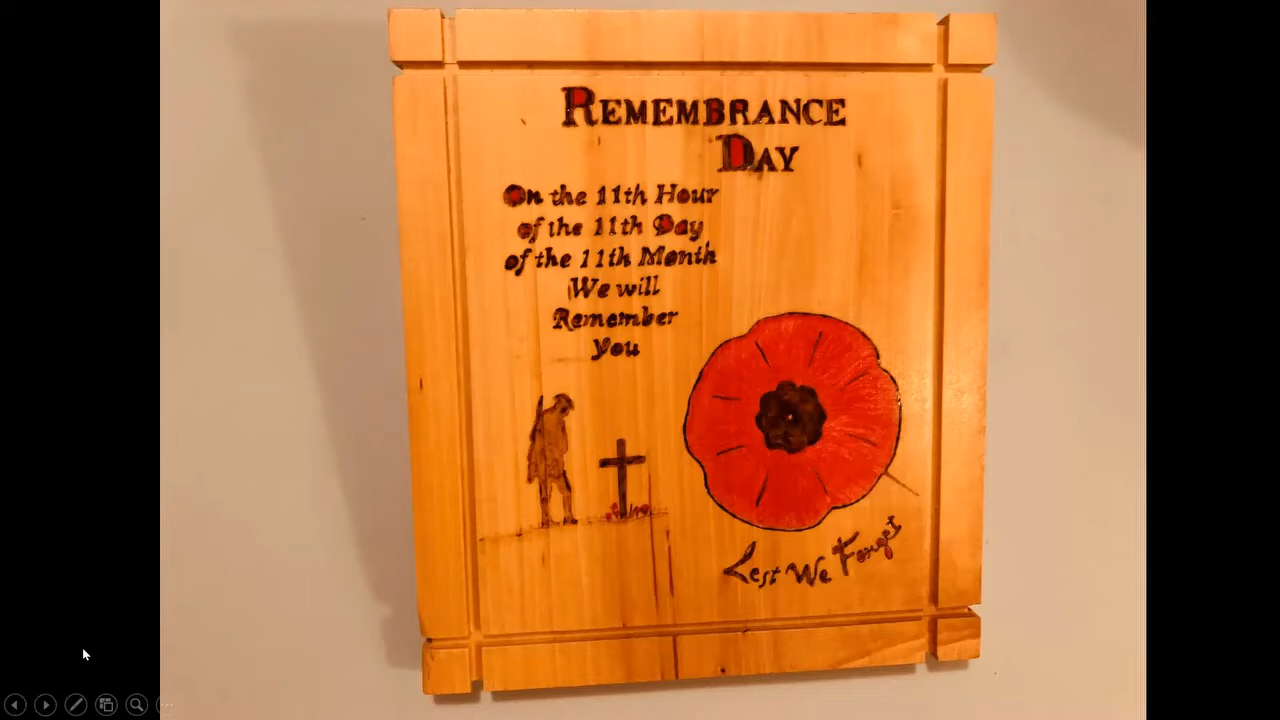 Remembrance
Day
On the 11th Hour
of the 11th Day
of the 11th Month
We will
Remember
You
Lest We Forget